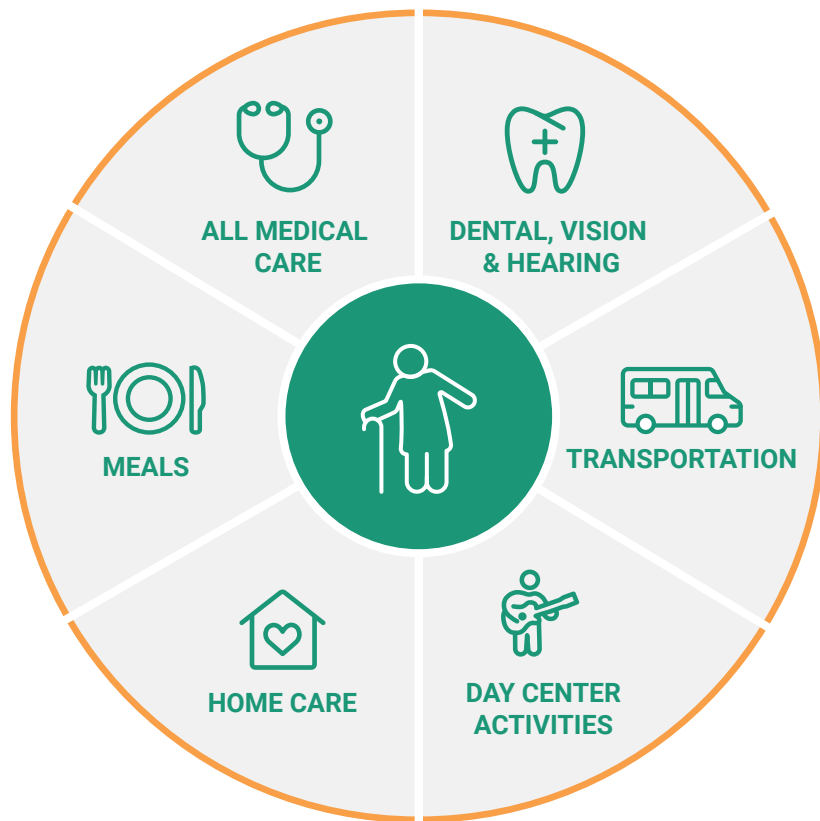 ALL MEDICAL
CARE
DENTAL, VISION
& HEARING
MEALS
TRANSPORTATION
HOME CARE
DAY CENTER
ACTIVITIES